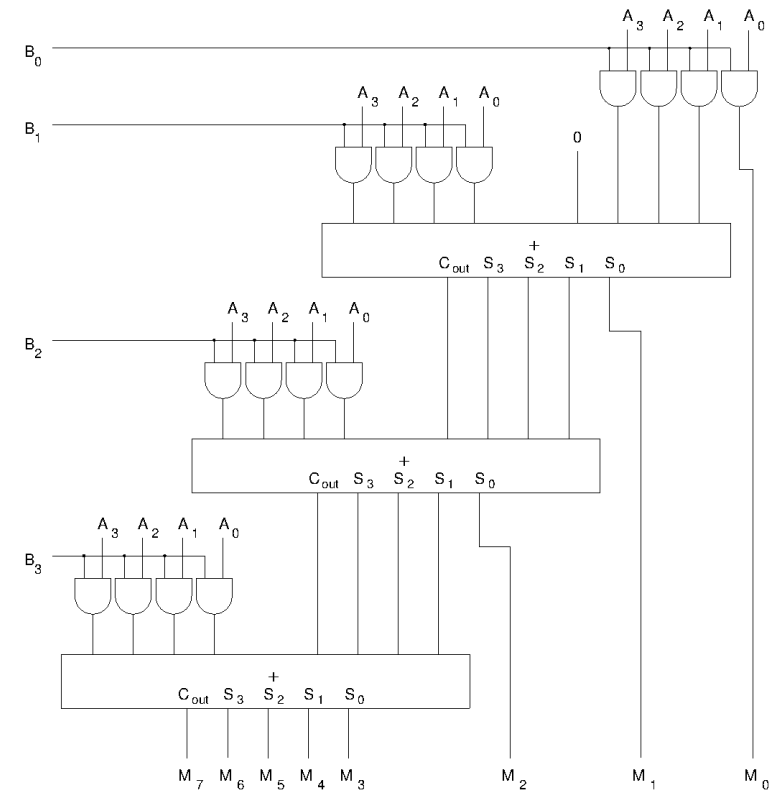 A3 A2 A1 A0
B0
A3 A2 A1 A0
B1
0
+
Cout S3 S2 S1 S0
A3 A2 A1 A0
B2
+
Cout S3 S2 S1 S0
A3 A2 A1 A0
B3
+
Cout S3 S2 S1 S0
M7 M6 M5 M4 M3 M2 M1 M0